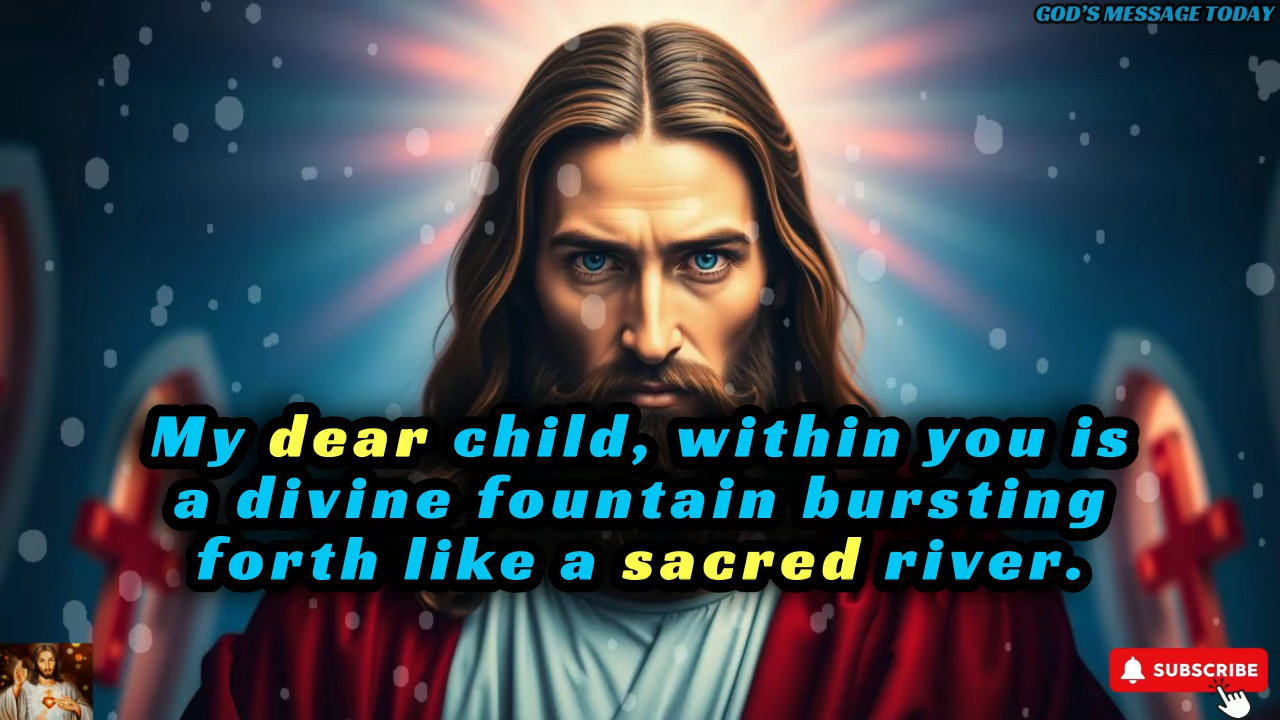 GOD'S MESSAGE TODAY
My dear child, within you is
a divine fountain bursting
forth like a sacred river.
SUBSCRIBE